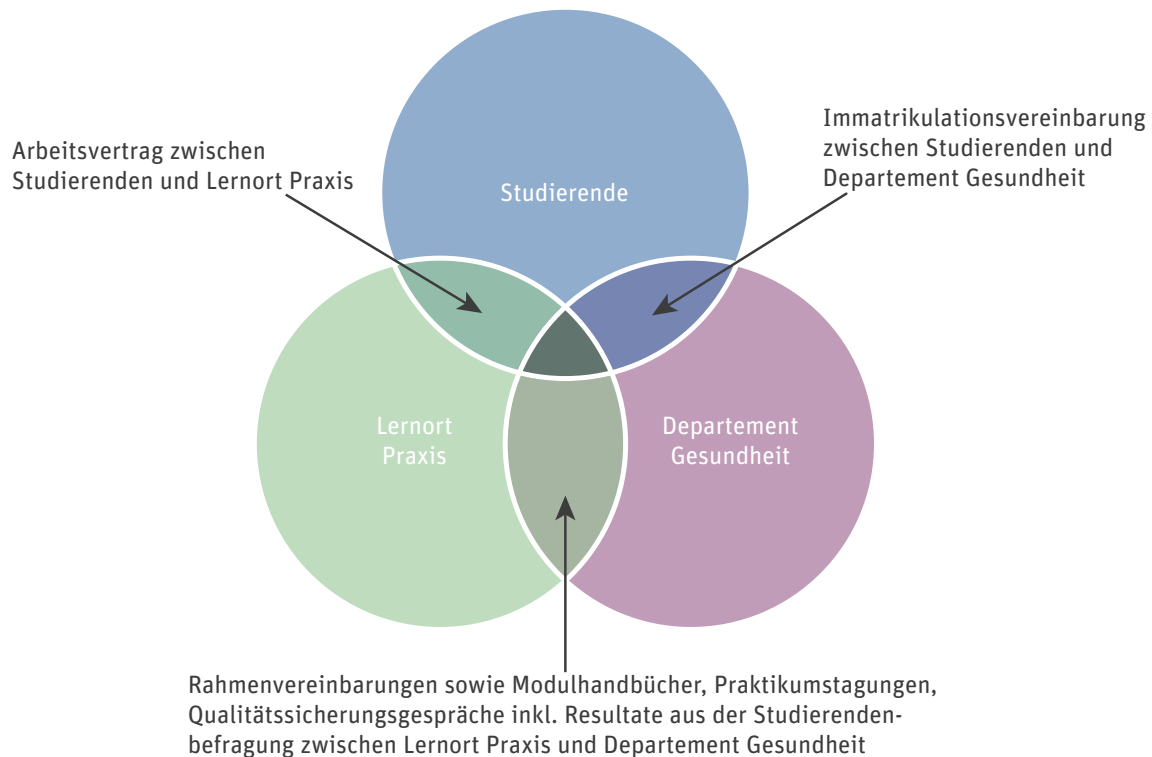 Arbeitsvertrag zwischen
Studierenden und Lernort Praxis
Immatrikulationsvereinbarung
zwischen Studierenden und
Departement Gesundheit
Studierende
Lernort
Praxis
Departement
Gesundheit
Rahmenvereinbarungen sowie Modulhandbücher, Praktikumstagungen,
Qualitätssicherungsgespräche inkl. Resultate aus der Studierenden-
befragung zwischen Lernort Praxis und Departement Gesundheit